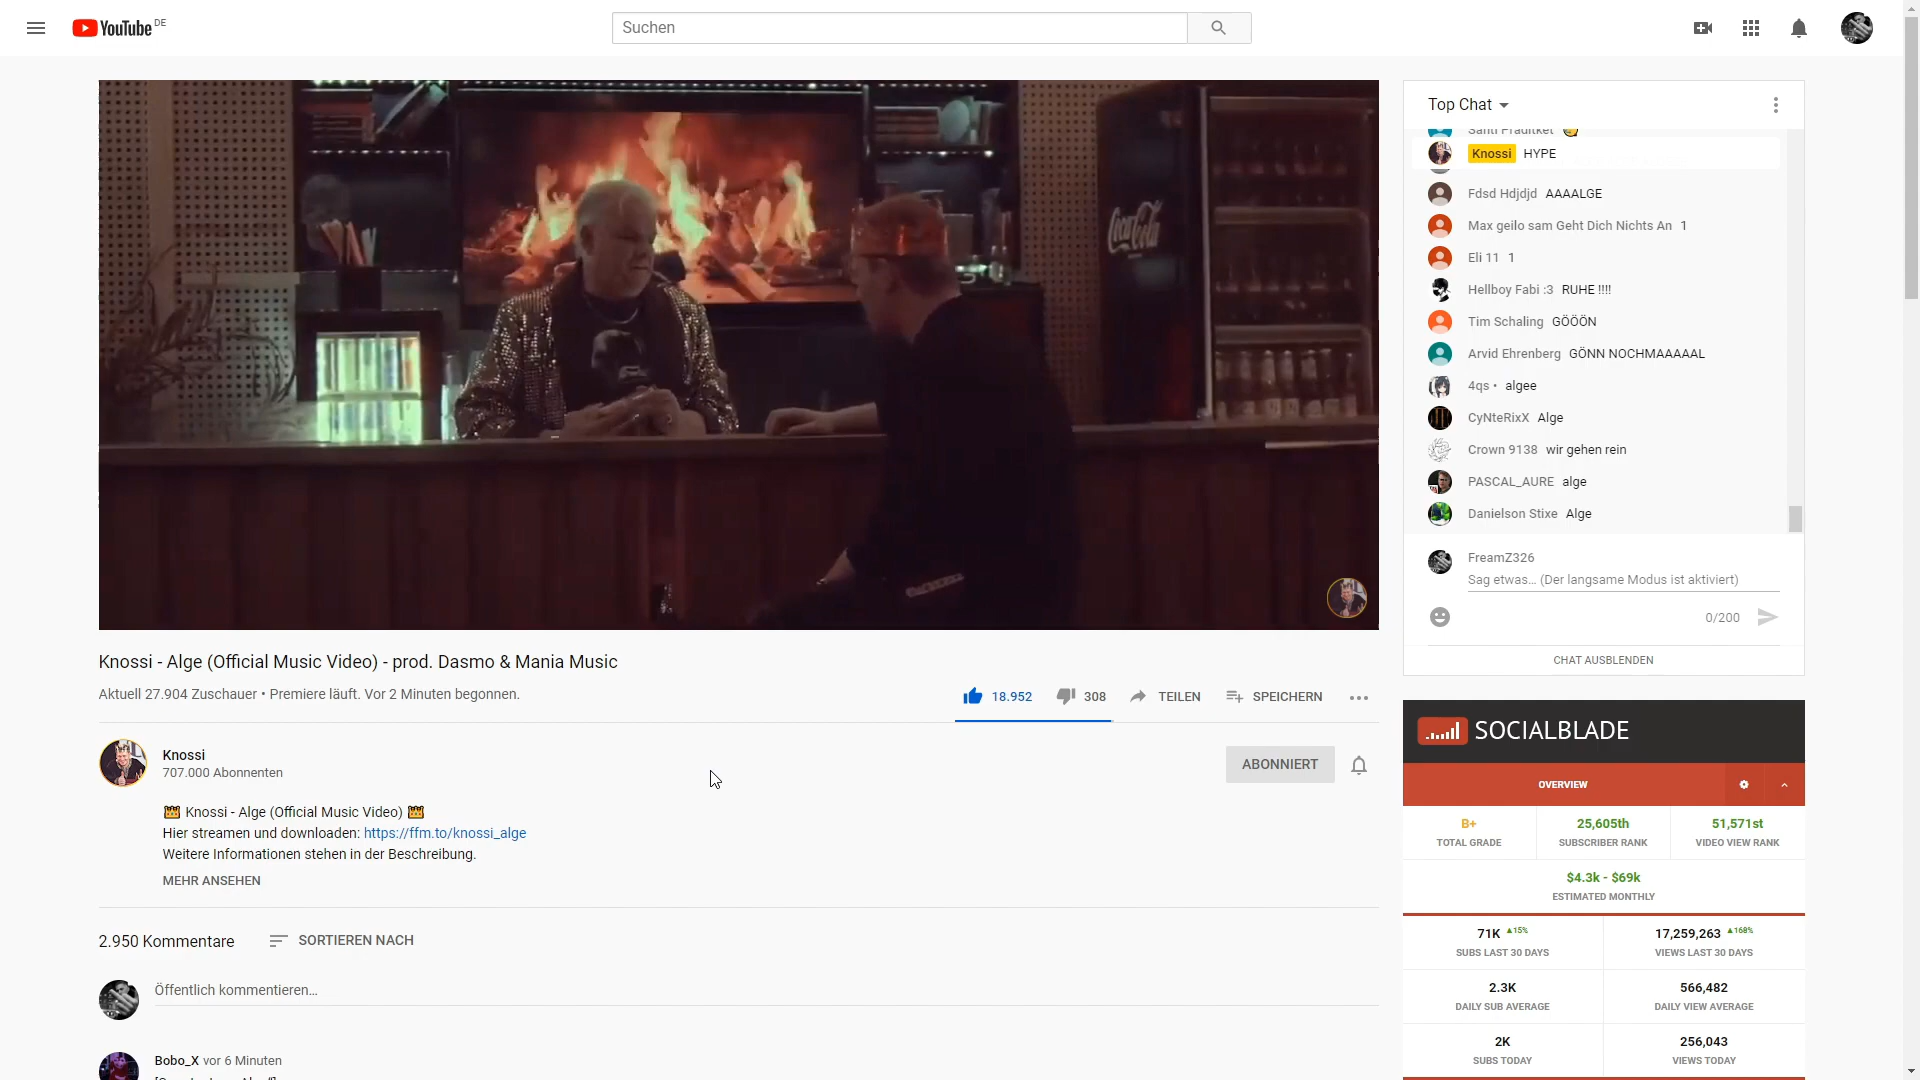 YouTube DE
Suchen
Coca-Cola
Top Chat
Knossi HYPE
Fdsd Hdjdjd AAAALGE
Max geilo sam Geht Dich Nichts An 1
Eli 11 1
Hellboy Fabi :3 RUHE !!!!
Tim Schaling GÖÖÖN
Arvid Ehrenberg GÖNN NOCHMAAAAAL
4qs • algee
CyNteRixX Alge
Crown 9138 wir gehen rein
PASCAL_AURE alge
Danielson Stixe Alge
FreamZ326
Sag etwas... (Der langsame Modus ist aktiviert)
0/200
CHAT AUSBLENDEN
Knossi - Alge (Official Music Video) - prod. Dasmo & Mania Music
Aktuell 27.904 Zuschauer • Premiere läuft. Vor 2 Minuten begonnen.
18.952 308 TEILEN SPEICHERN
Knossi
707.000 Abonnenten
ABONNIERT
Knossi - Alge (Official Music Video)
Hier streamen und downloaden: https://ffm.to/knossi_alge
Weitere Informationen stehen in der Beschreibung.
MEHR ANSEHEN
2.950 Kommentare SORTIEREN NACH
Öffentlich kommentieren...
Bobo_X vor 6 Minuten
SOCIALBLADE
OVERVIEW
B+ 25,605th 51,571st
TOTAL GRADE SUBSCRIBER RANK VIDEO VIEW RANK
$4.3k - $69k
ESTIMATED MONTHLY
71K ▲15% 17,259,263 ▲168%
SUBS LAST 30 DAYS VIEWS LAST 30 DAYS
2.3K 566,482
DAILY SUB AVERAGE DAILY VIEW AVERAGE
2K 256,043
SUBS TODAY VIEWS TODAY